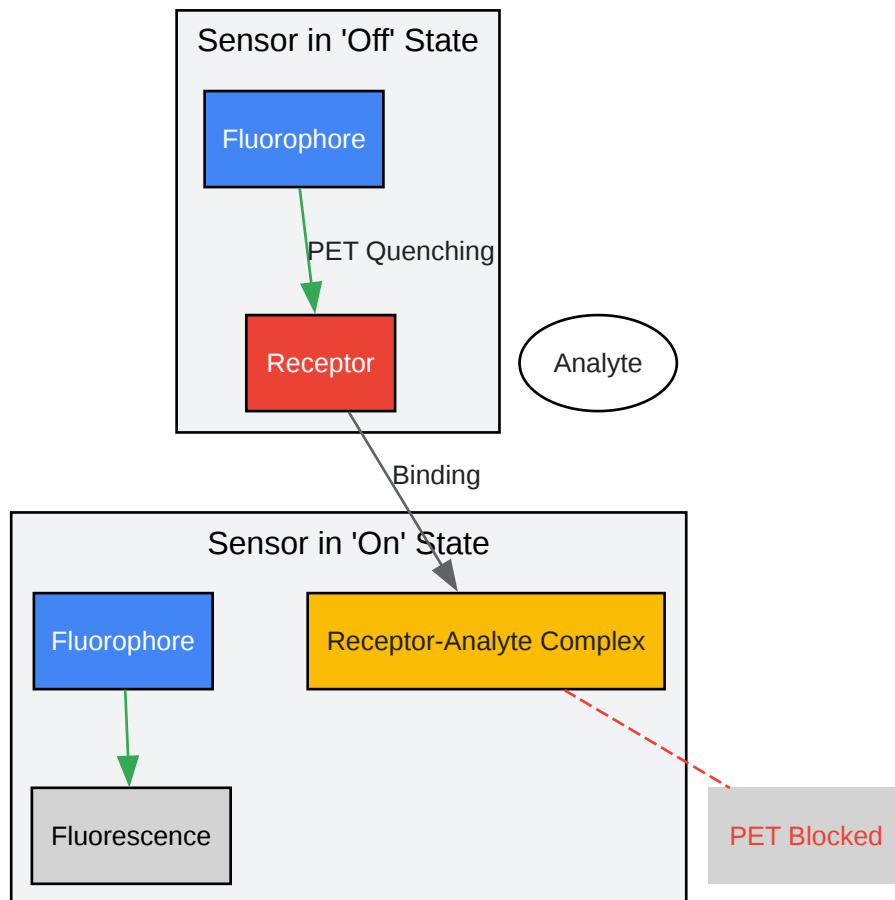 Sensor in 'Off' State
Fluorophore
PET Quenching
Receptor
Analyte
Binding
Sensor in 'On' State
Fluorophore
Receptor-Analyte Complex
Fluorescence
PET Blocked